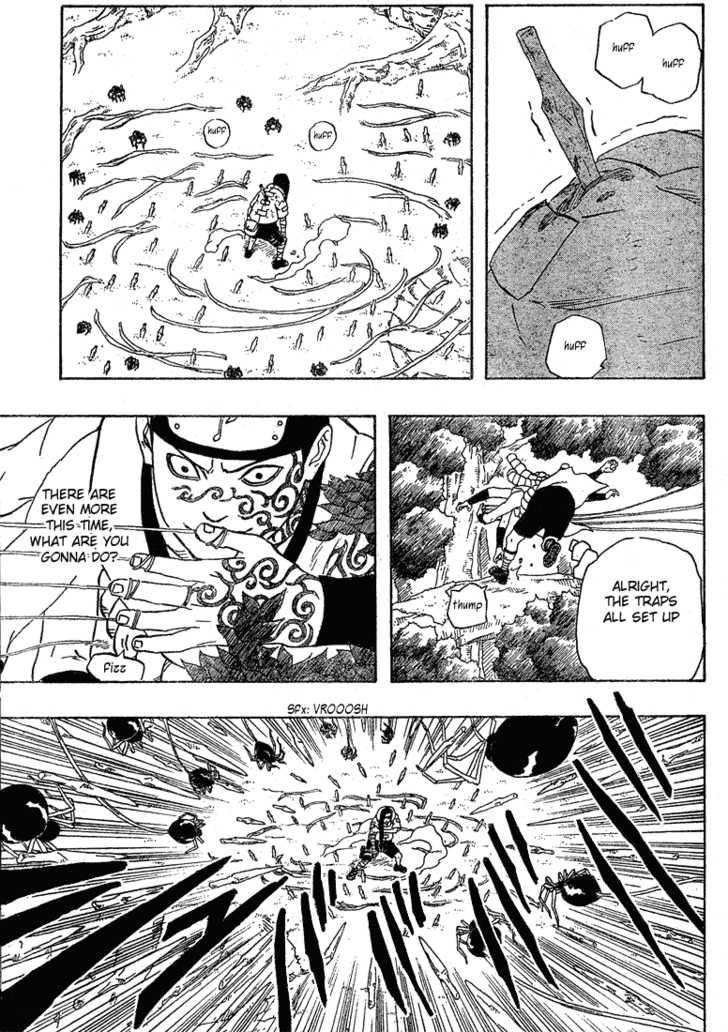 huff
huff
huff
huff
huff
ALRIGHT,
THE TRAPS
ALL SET UP
thump
THERE ARE
EVEN MORE
THIS TIME,
WHAT ARE YOU
GONNA DO?
fizz
SFx: VROOOSH